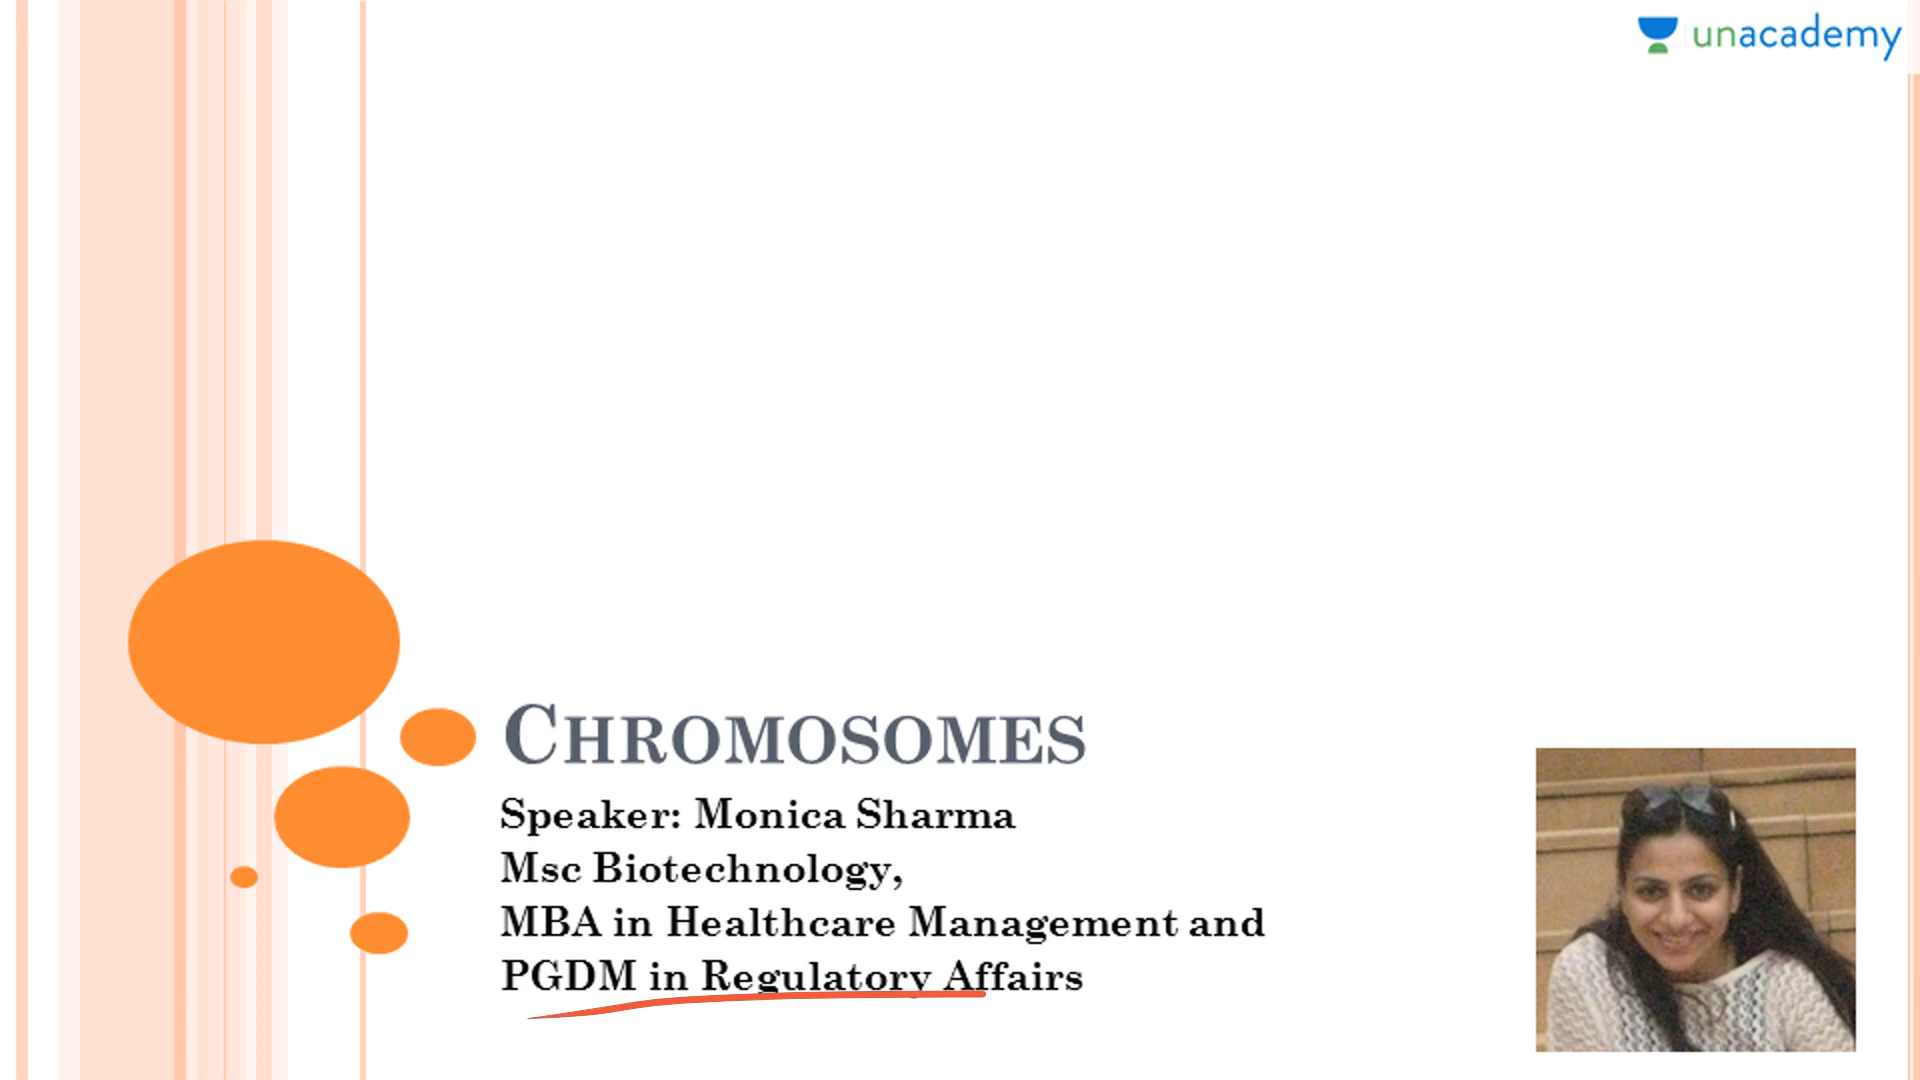 unacademy
CHROMOSOMES
Speaker: Monica Sharma
Msc Biotechnology,
MBA in Healthcare Management and
PGDM in Regulatory Affairs